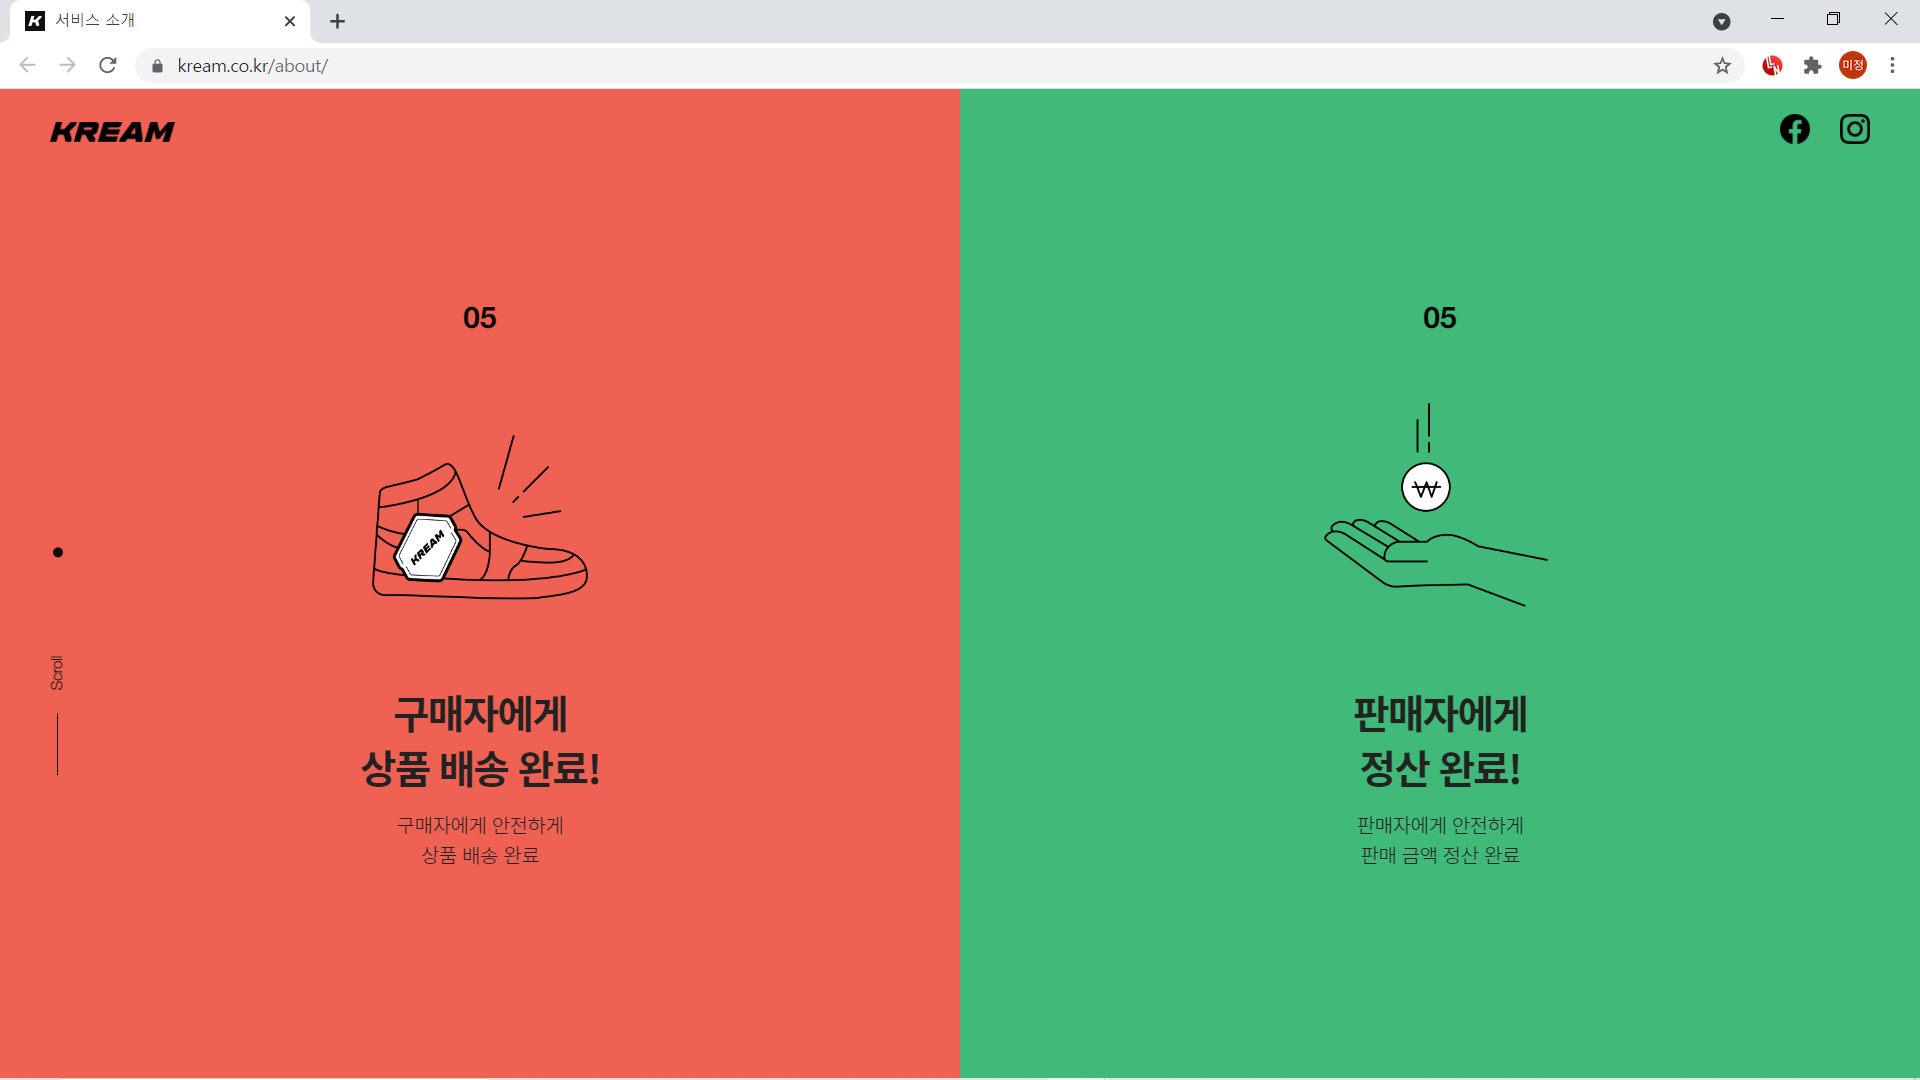 서비스 소개
kream.co.kr/about/
미정
KREAM
05
KREAM
구매자에게
상품 배송 완료!
구매자에게 안전하게
상품 배송 완료
Scroll
05
₩
판매자에게
정산 완료!
판매자에게 안전하게
판매 금액 정산 완료